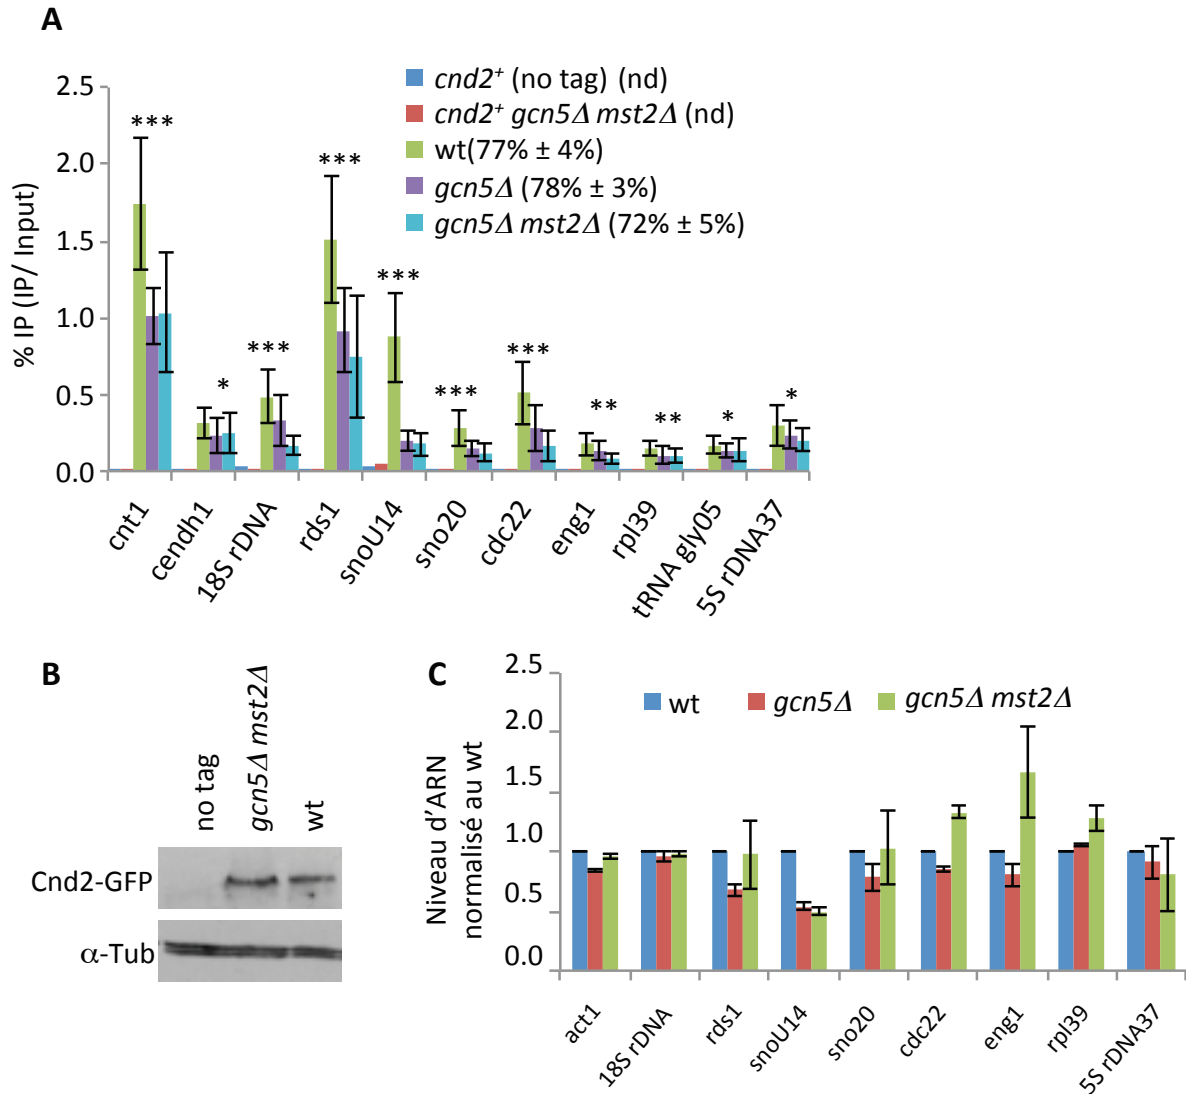 A
cnd2+ (no tag) (nd)
cnd2+ gcn5Δ mst2Δ (nd)
wt(77% ± 4%)
gcn5Δ (78% ± 3%)
gcn5Δ mst2Δ (72% ± 5%)
% IP (IP/ Input)
2.5
2.0
1.5
1.0
0.5
0.0
***
*
***
***
***
***
***
**
**
*
*
cnt1
cendh1
18S rDNA
rds1
snoU14
sno20
cdc22
eng1
rpl39
tRNA gly05
5S rDNA37
B
no tag
gcn5Δ mst2Δ
wt
Cnd2-GFP
α-Tub
C
wt
gcn5Δ
gcn5Δ mst2Δ
Niveau d'ARN
normalisé au wt
2.5
2.0
1.5
1.0
0.5
0.0
act1
18S rDNA
rds1
snoU14
sno20
cdc22
eng1
rpl39
5S rDNA37